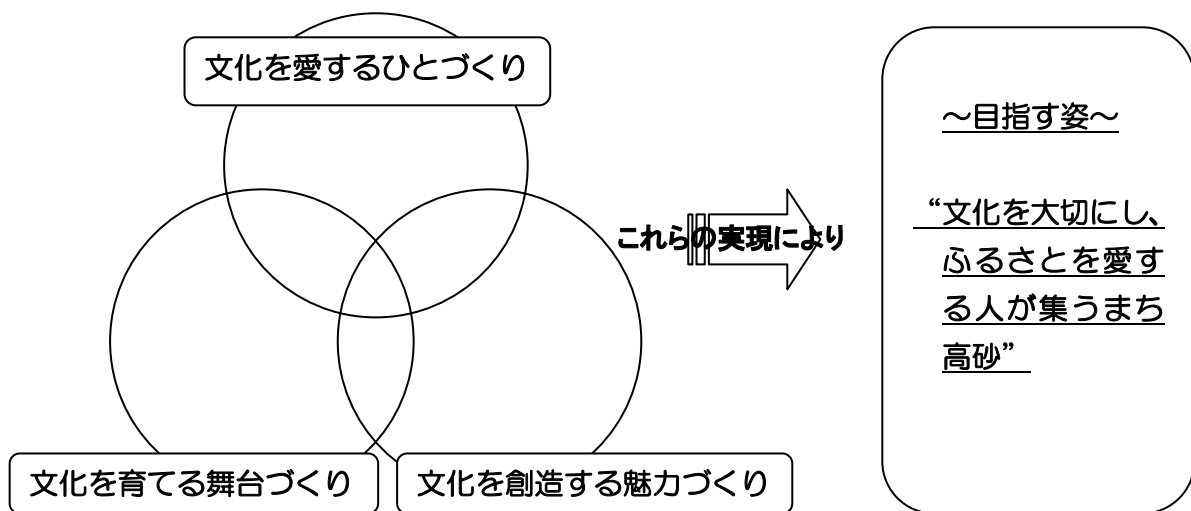 文化を愛するひとづくり
文化を育てる舞台づくり
文化を創造する魅力づくり
これらの実現により
～目指す姿～
“文化を大切にし、
ふるさとを愛す
る人が集うまち
高砂”